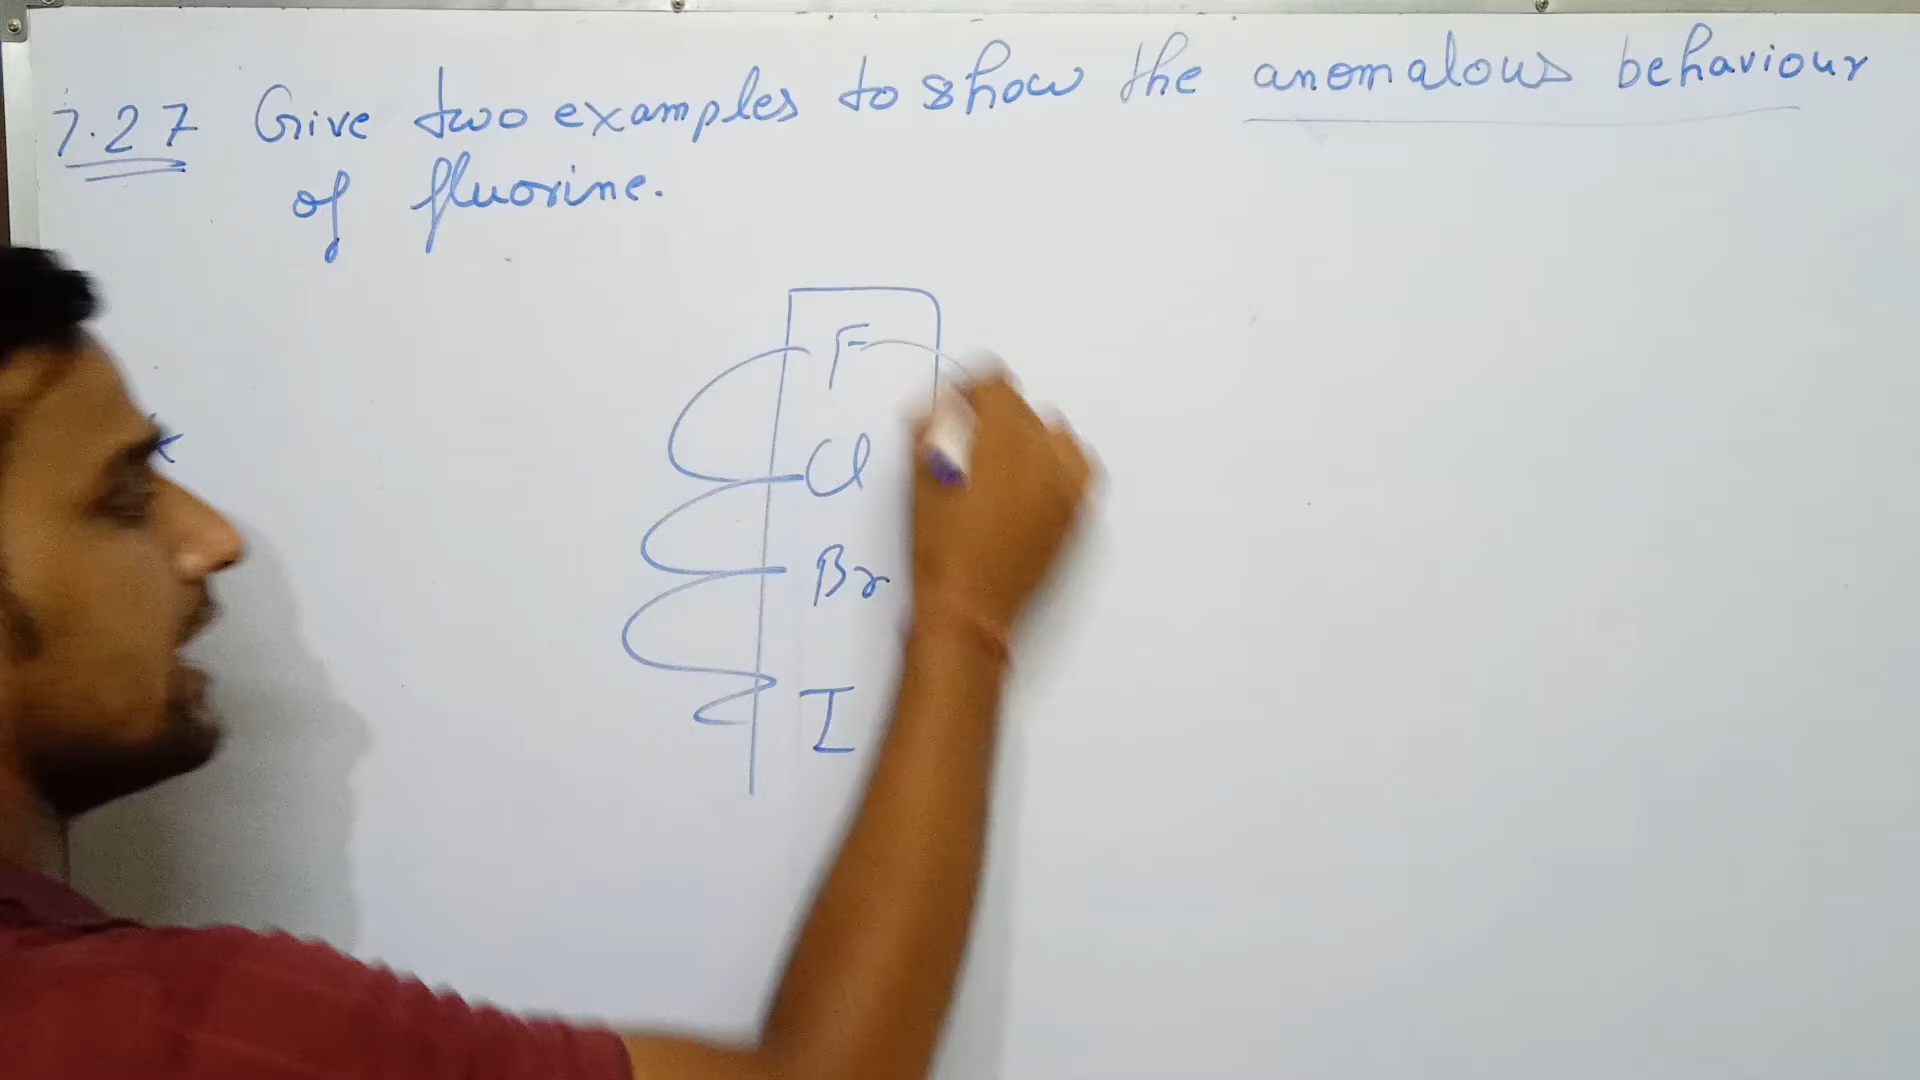 7.27 Give two examples to show the anomalous behaviour
of fluorine.
F
Cl
Br
I